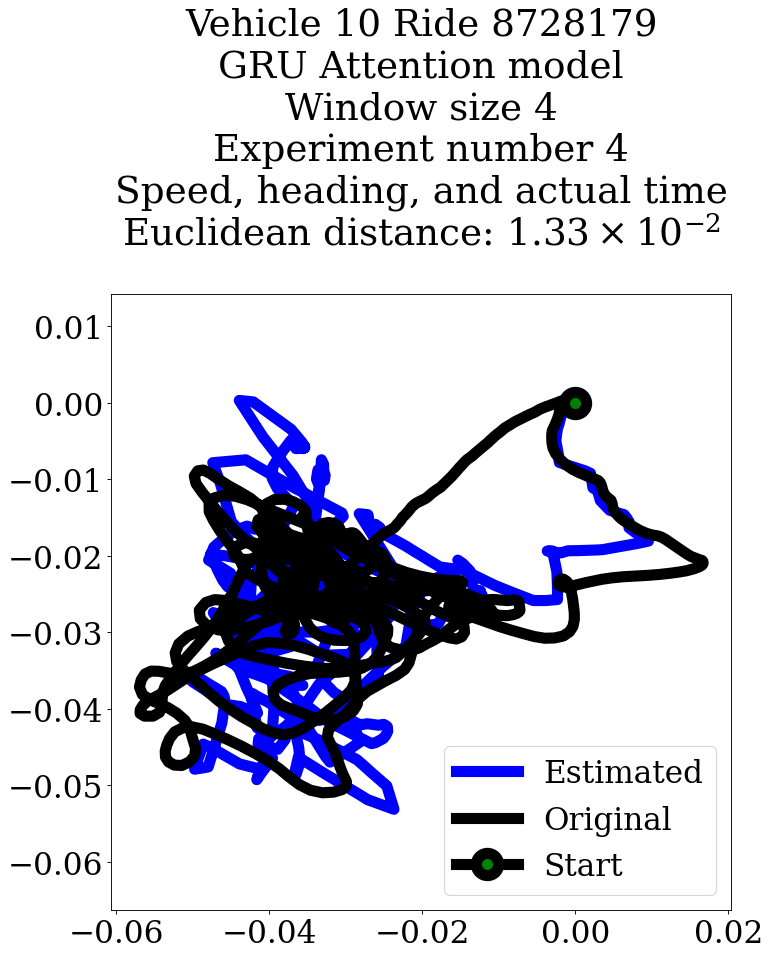 Vehicle 10 Ride 8728179
GRU Attention model
Window size 4
Experiment number 4
Speed, heading, and actual time
Euclidean distance: 1.33 × 10⁻²
0.01
0.00
−0.01
−0.02
−0.03
−0.04
−0.05
−0.06
Estimated
Original
Start
−0.06 −0.04 −0.02 0.00 0.02